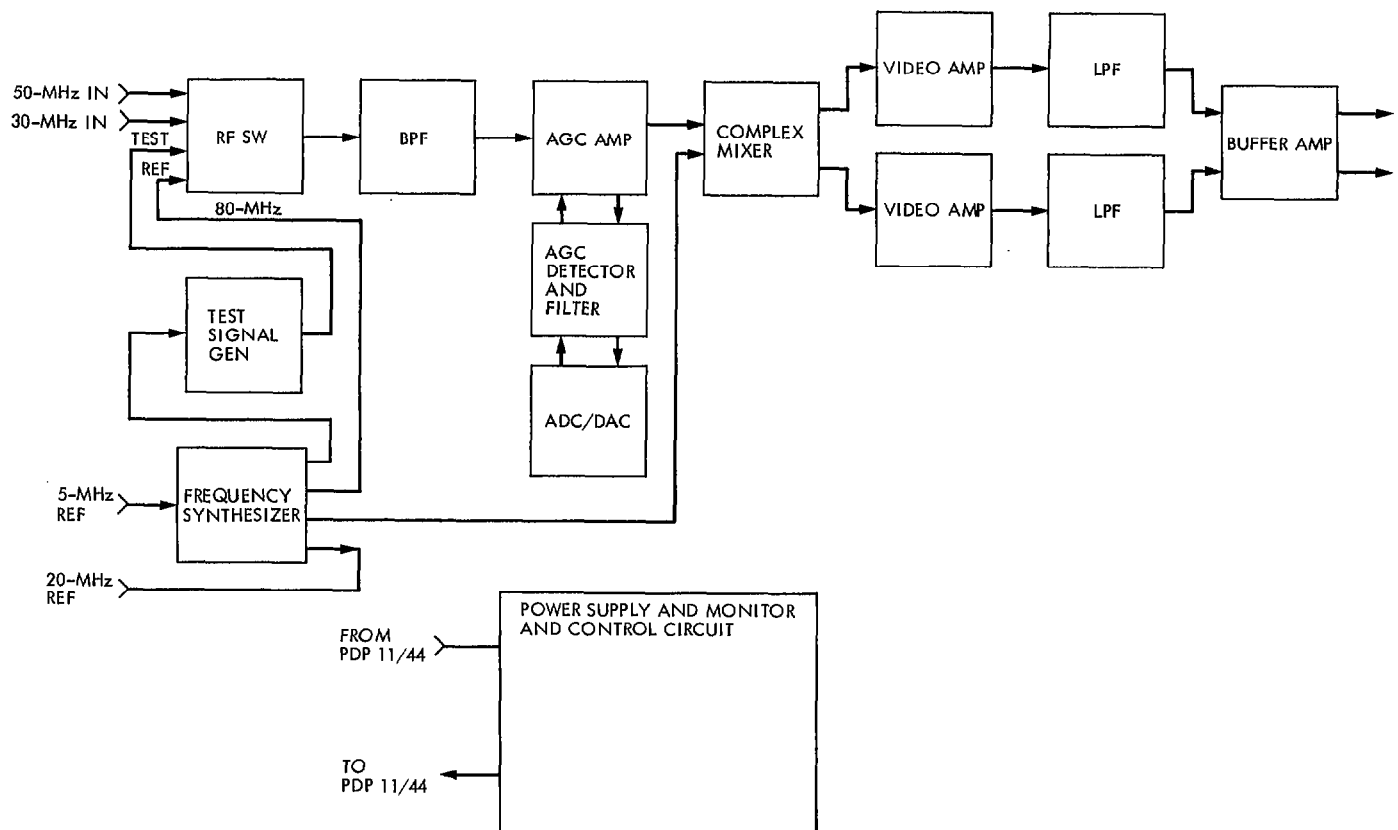 50-MHz IN
30-MHz IN
TEST
REF
80-MHz
RF SW
BPF
AGC AMP
COMPLEX
MIXER
VIDEO AMP
LPF
VIDEO AMP
LPF
BUFFER AMP
AGC
DETECTOR
AND
FILTER
ADC/DAC
TEST
SIGNAL
GEN
5-MHz
REF
FREQUENCY
SYNTHESIZER
20-MHz
REF
POWER SUPPLY AND MONITOR
AND CONTROL CIRCUIT
FROM
PDP 11/44
TO
PDP 11/44